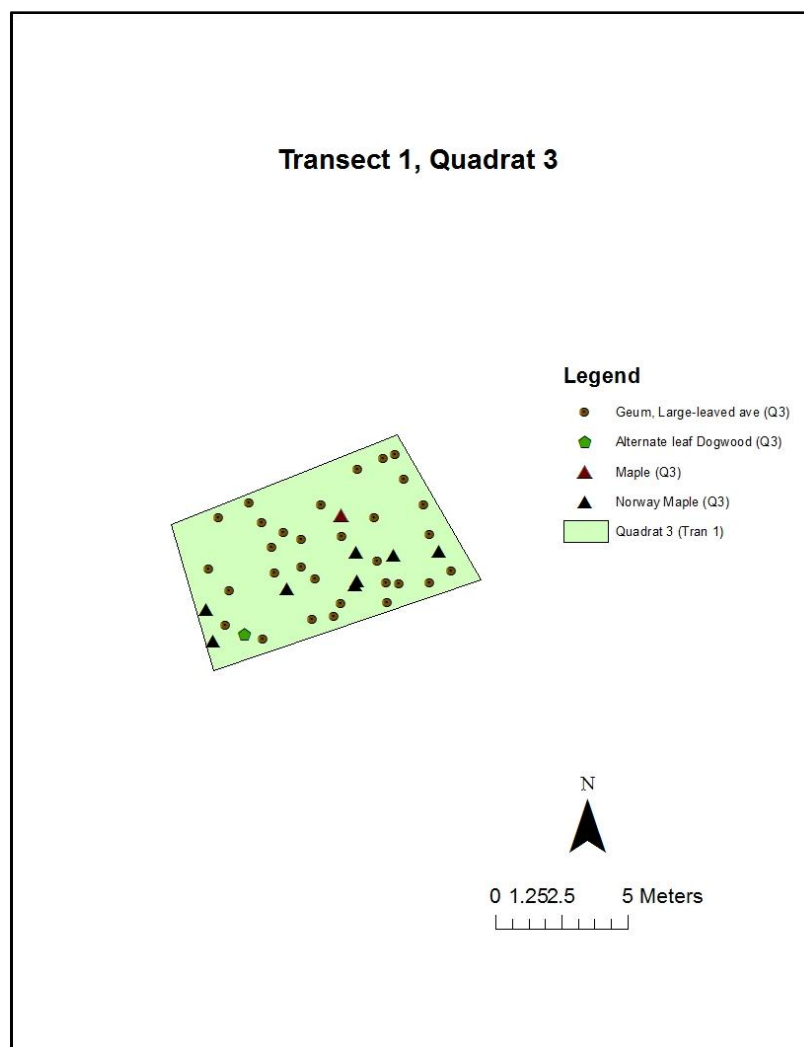 Transect 1, Quadrat 3
Legend
Geum, Large-leaved ave (Q3)
Alternate leaf Dogwood (Q3)
Maple (Q3)
Norway Maple (Q3)
Quadrat 3 (Tran 1)
N
0 1.252.5 5 Meters